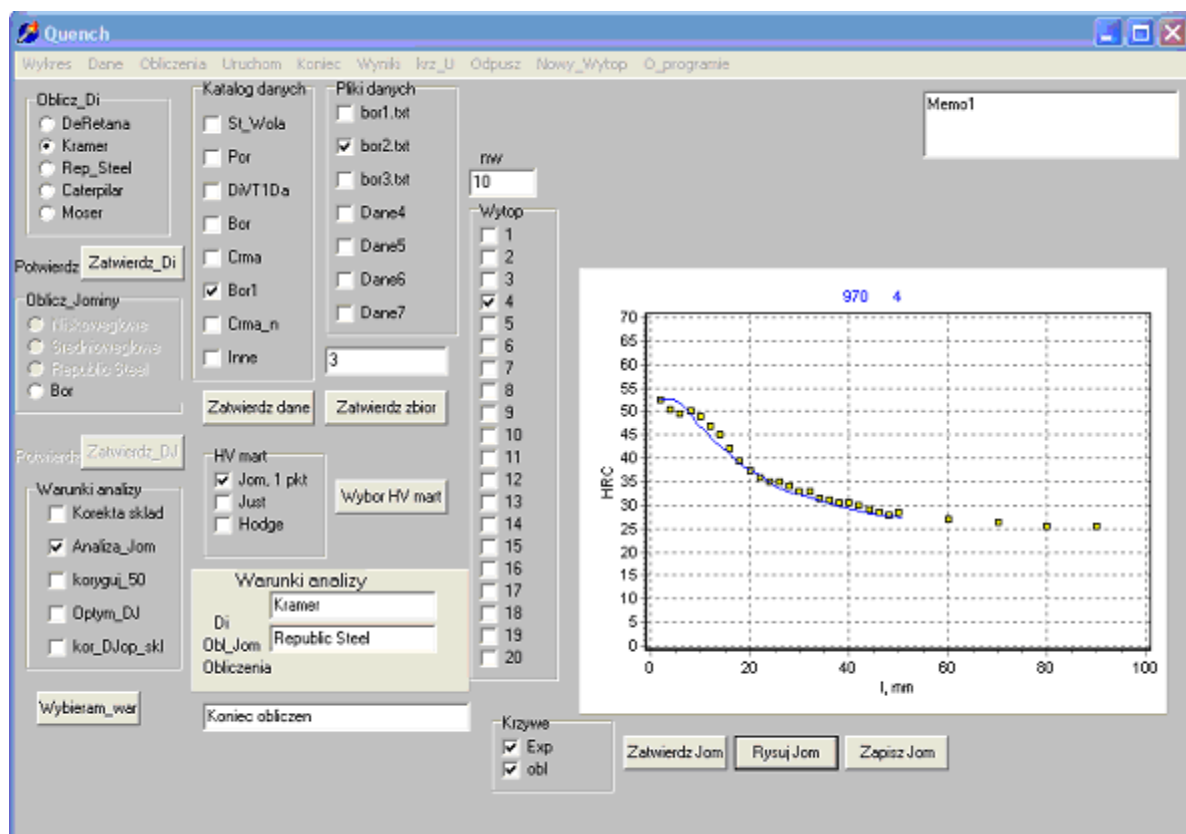 Quench
Wykres Dane Obliczenia Uruchom Koniec Wyniki krz_U Odpusz Nowy_Wytop O_programie
Oblicz_Di
DeRetana
Kramer
Rep_Steel
Caterpilar
Moser
Potwierdz
Zatwierdz_Di
Oblicz_Jominy
Niskoweglowe
Srednioweglowe
Republic Steel
Bor
Potwierdz
Zatwierdz_DJ
Warunki analizy
Korekta sklad
Analiza_Jom
koryguj_50
Optym_DJ
kor_DJop_skl
Wybieram_war
Katalog danych
St_Wola
Por
DiVT1Da
Bor
Crma
Bor1
Crma_n
Inne
Zatwierdz dane
Pliki danych
bor1.txt
bor2.txt
bor3.txt
Dane4
Dane5
Dane6
Dane7
3
Zatwierdz zbior
HV mart
Jom, 1 pkt
Just
Hodge
Wybor HV mart
Warunki analizy
Kramer
Di
Obl_Jom
Republic Steel
Obliczenia
Koniec obliczen
nw
10
Wytop
1
2
3
4
5
6
7
8
9
10
11
12
13
14
15
16
17
18
19
20
Memo1
970 4
70
65
60
55
50
45
40
35
30
25
20
15
10
5
0
HRC
0 20 40 60 80 100
l, mm
Krzywe
Exp
obl
Zatwierdz Jom
Rysuj Jom
Zapisz Jom